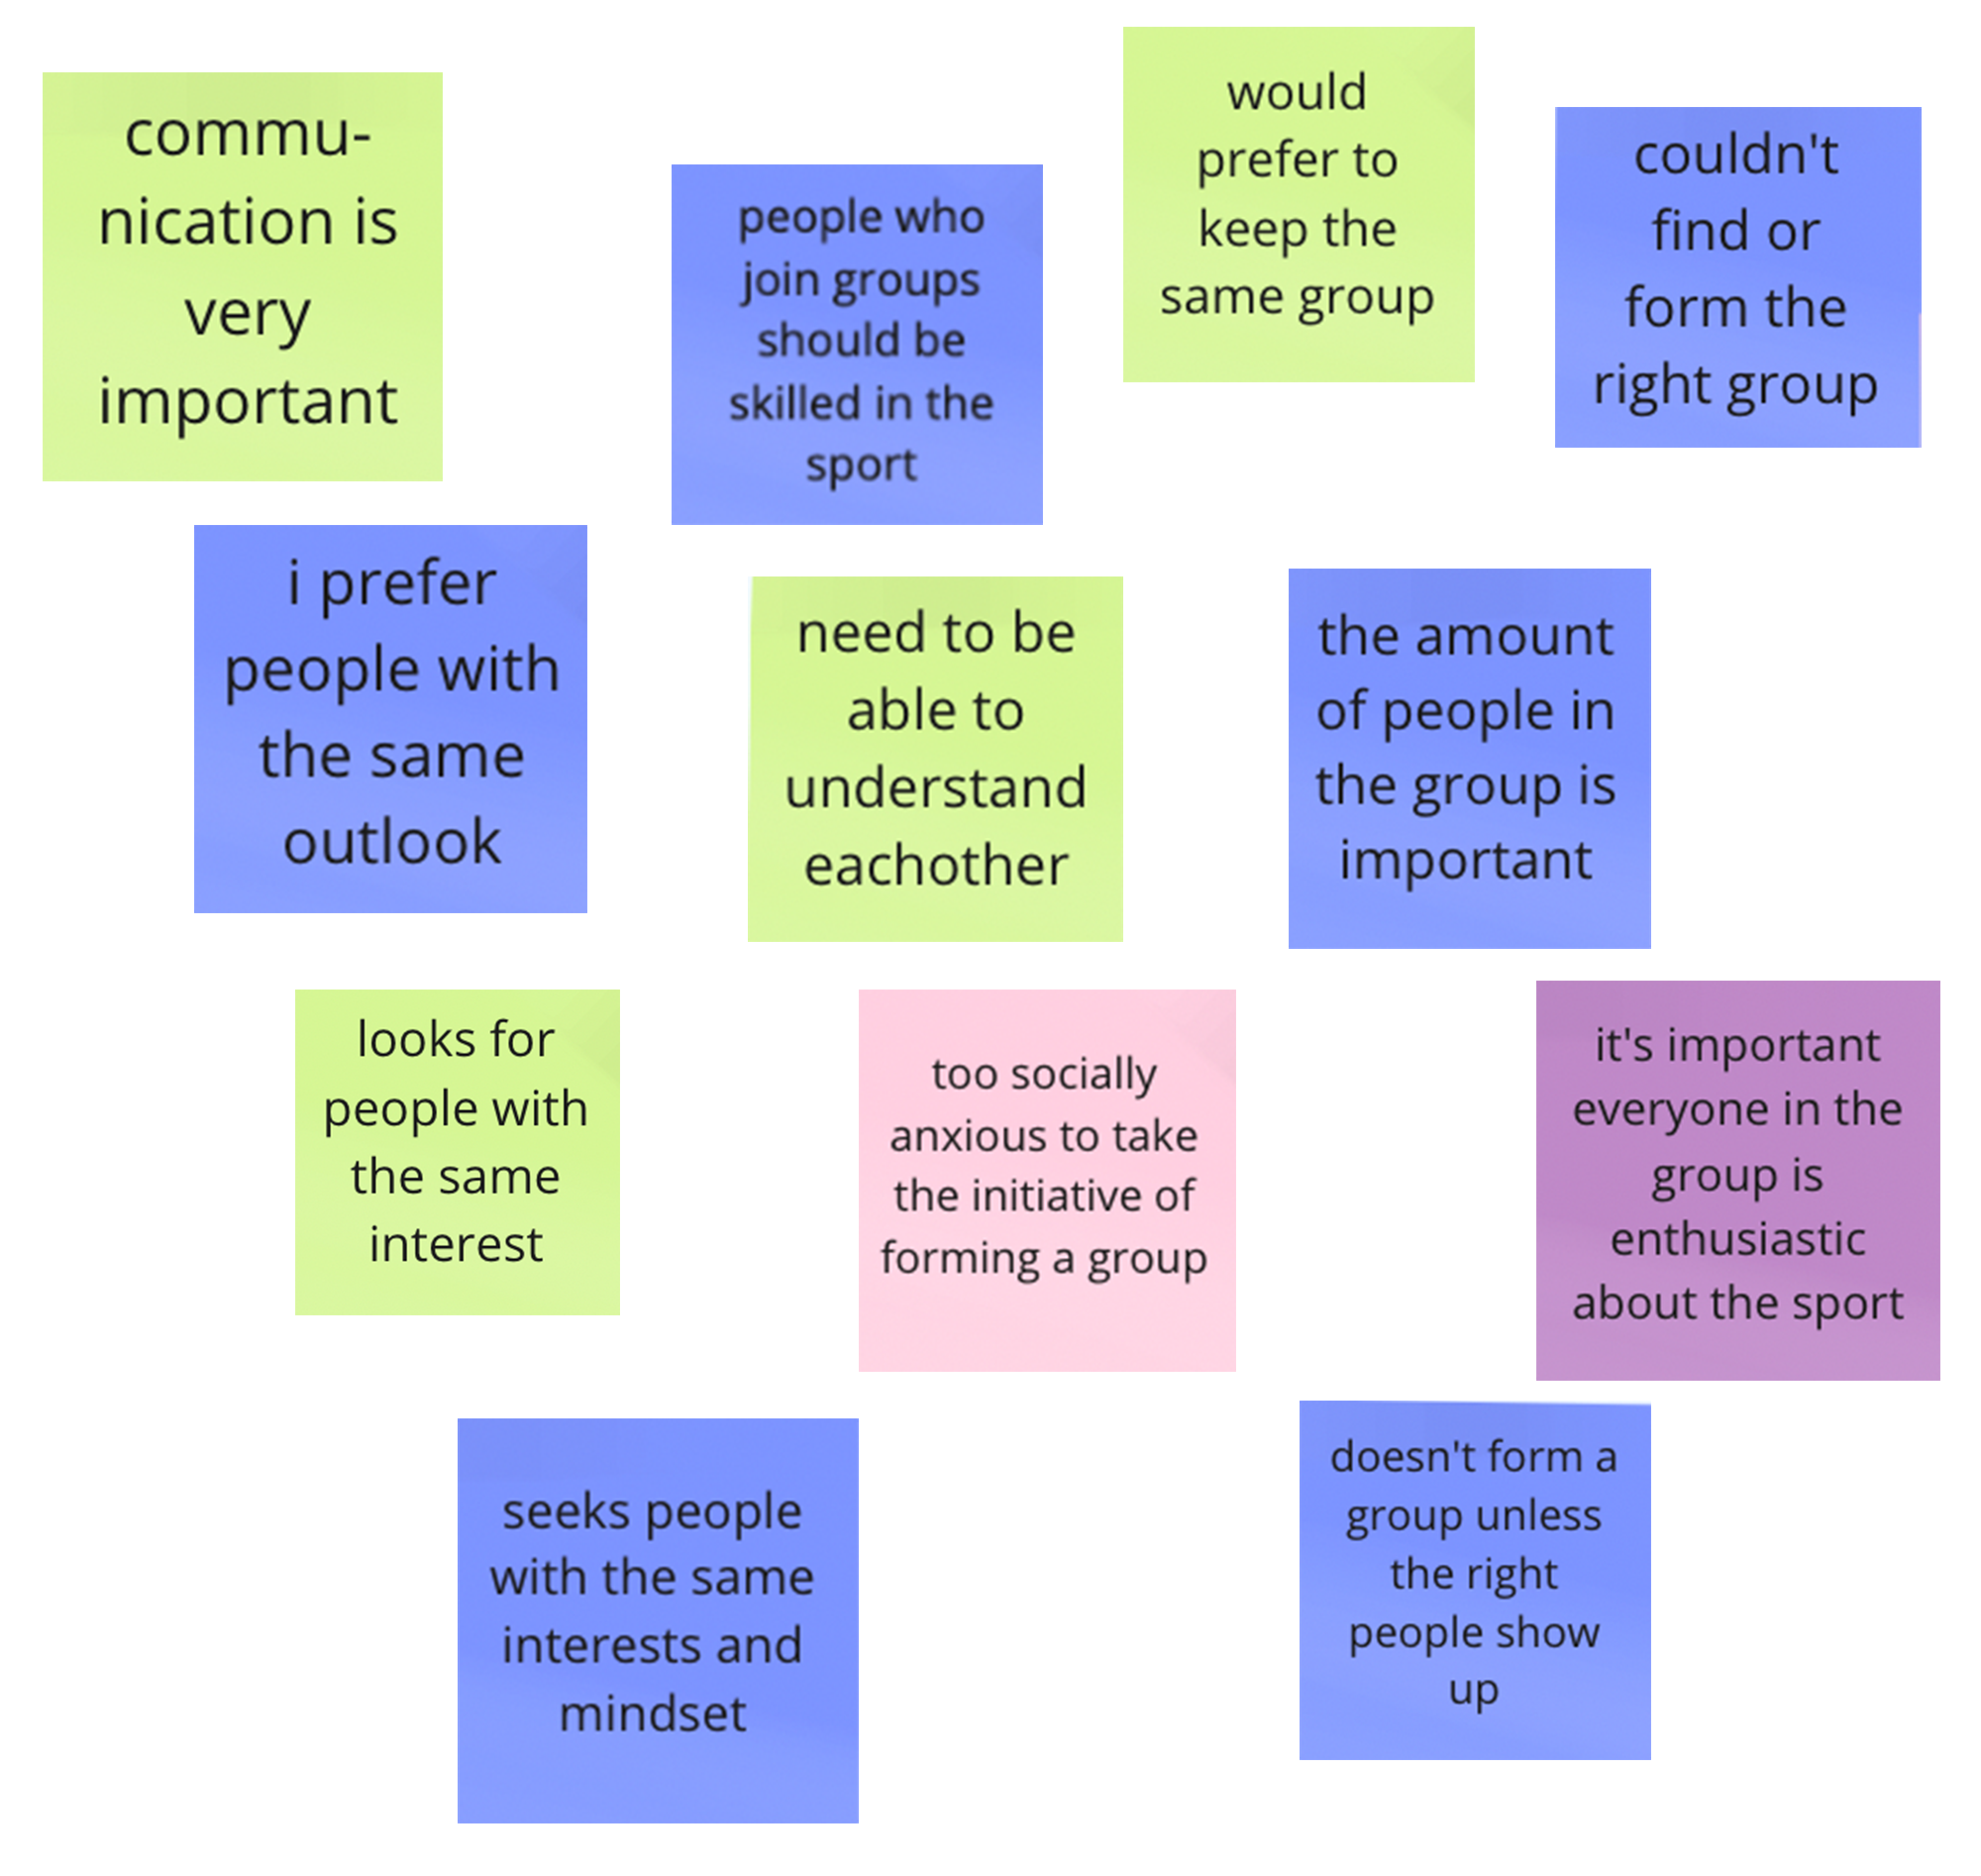 commu-
nication is
very
important
people who
join groups
should be
skilled in the
sport
would
prefer to
keep the
same group
couldn't
find or
form the
right group
i prefer
people with
the same
outlook
need to be
able to
understand
eachother
the amount
of people in
the group is
important
looks for
people with
the same
interest
too socially
anxious to take
the initiative of
forming a group
it's important
everyone in the
group is
enthusiastic
about the sport
seeks people
with the same
interests and
mindset
doesn't form a
group unless
the right
people show
up